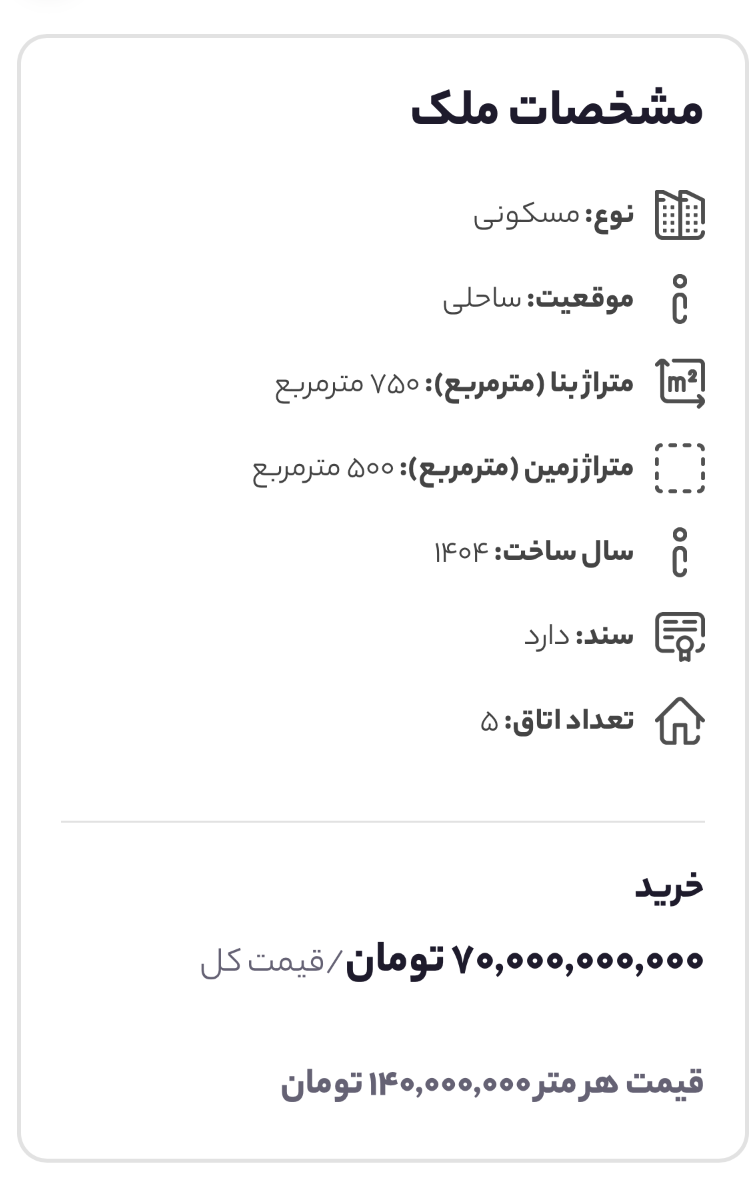 مشخصات ملک
نوع: مسکونی
موقعیت: ساحلی
m²
متراژ بنا (مترمربع): ۷۵۰ مترمربع
متراژ زمین (مترمربع): ۵۰۰ مترمربع
سال ساخت: ۱۴۰۴
سند: دارد
تعداد اتاق: ۵
خرید
۷۰,۰۰۰,۰۰۰,۰۰۰ تومان/قیمت کل
قیمت هر متر ۱۴۰,۰۰۰,۰۰۰ تومان